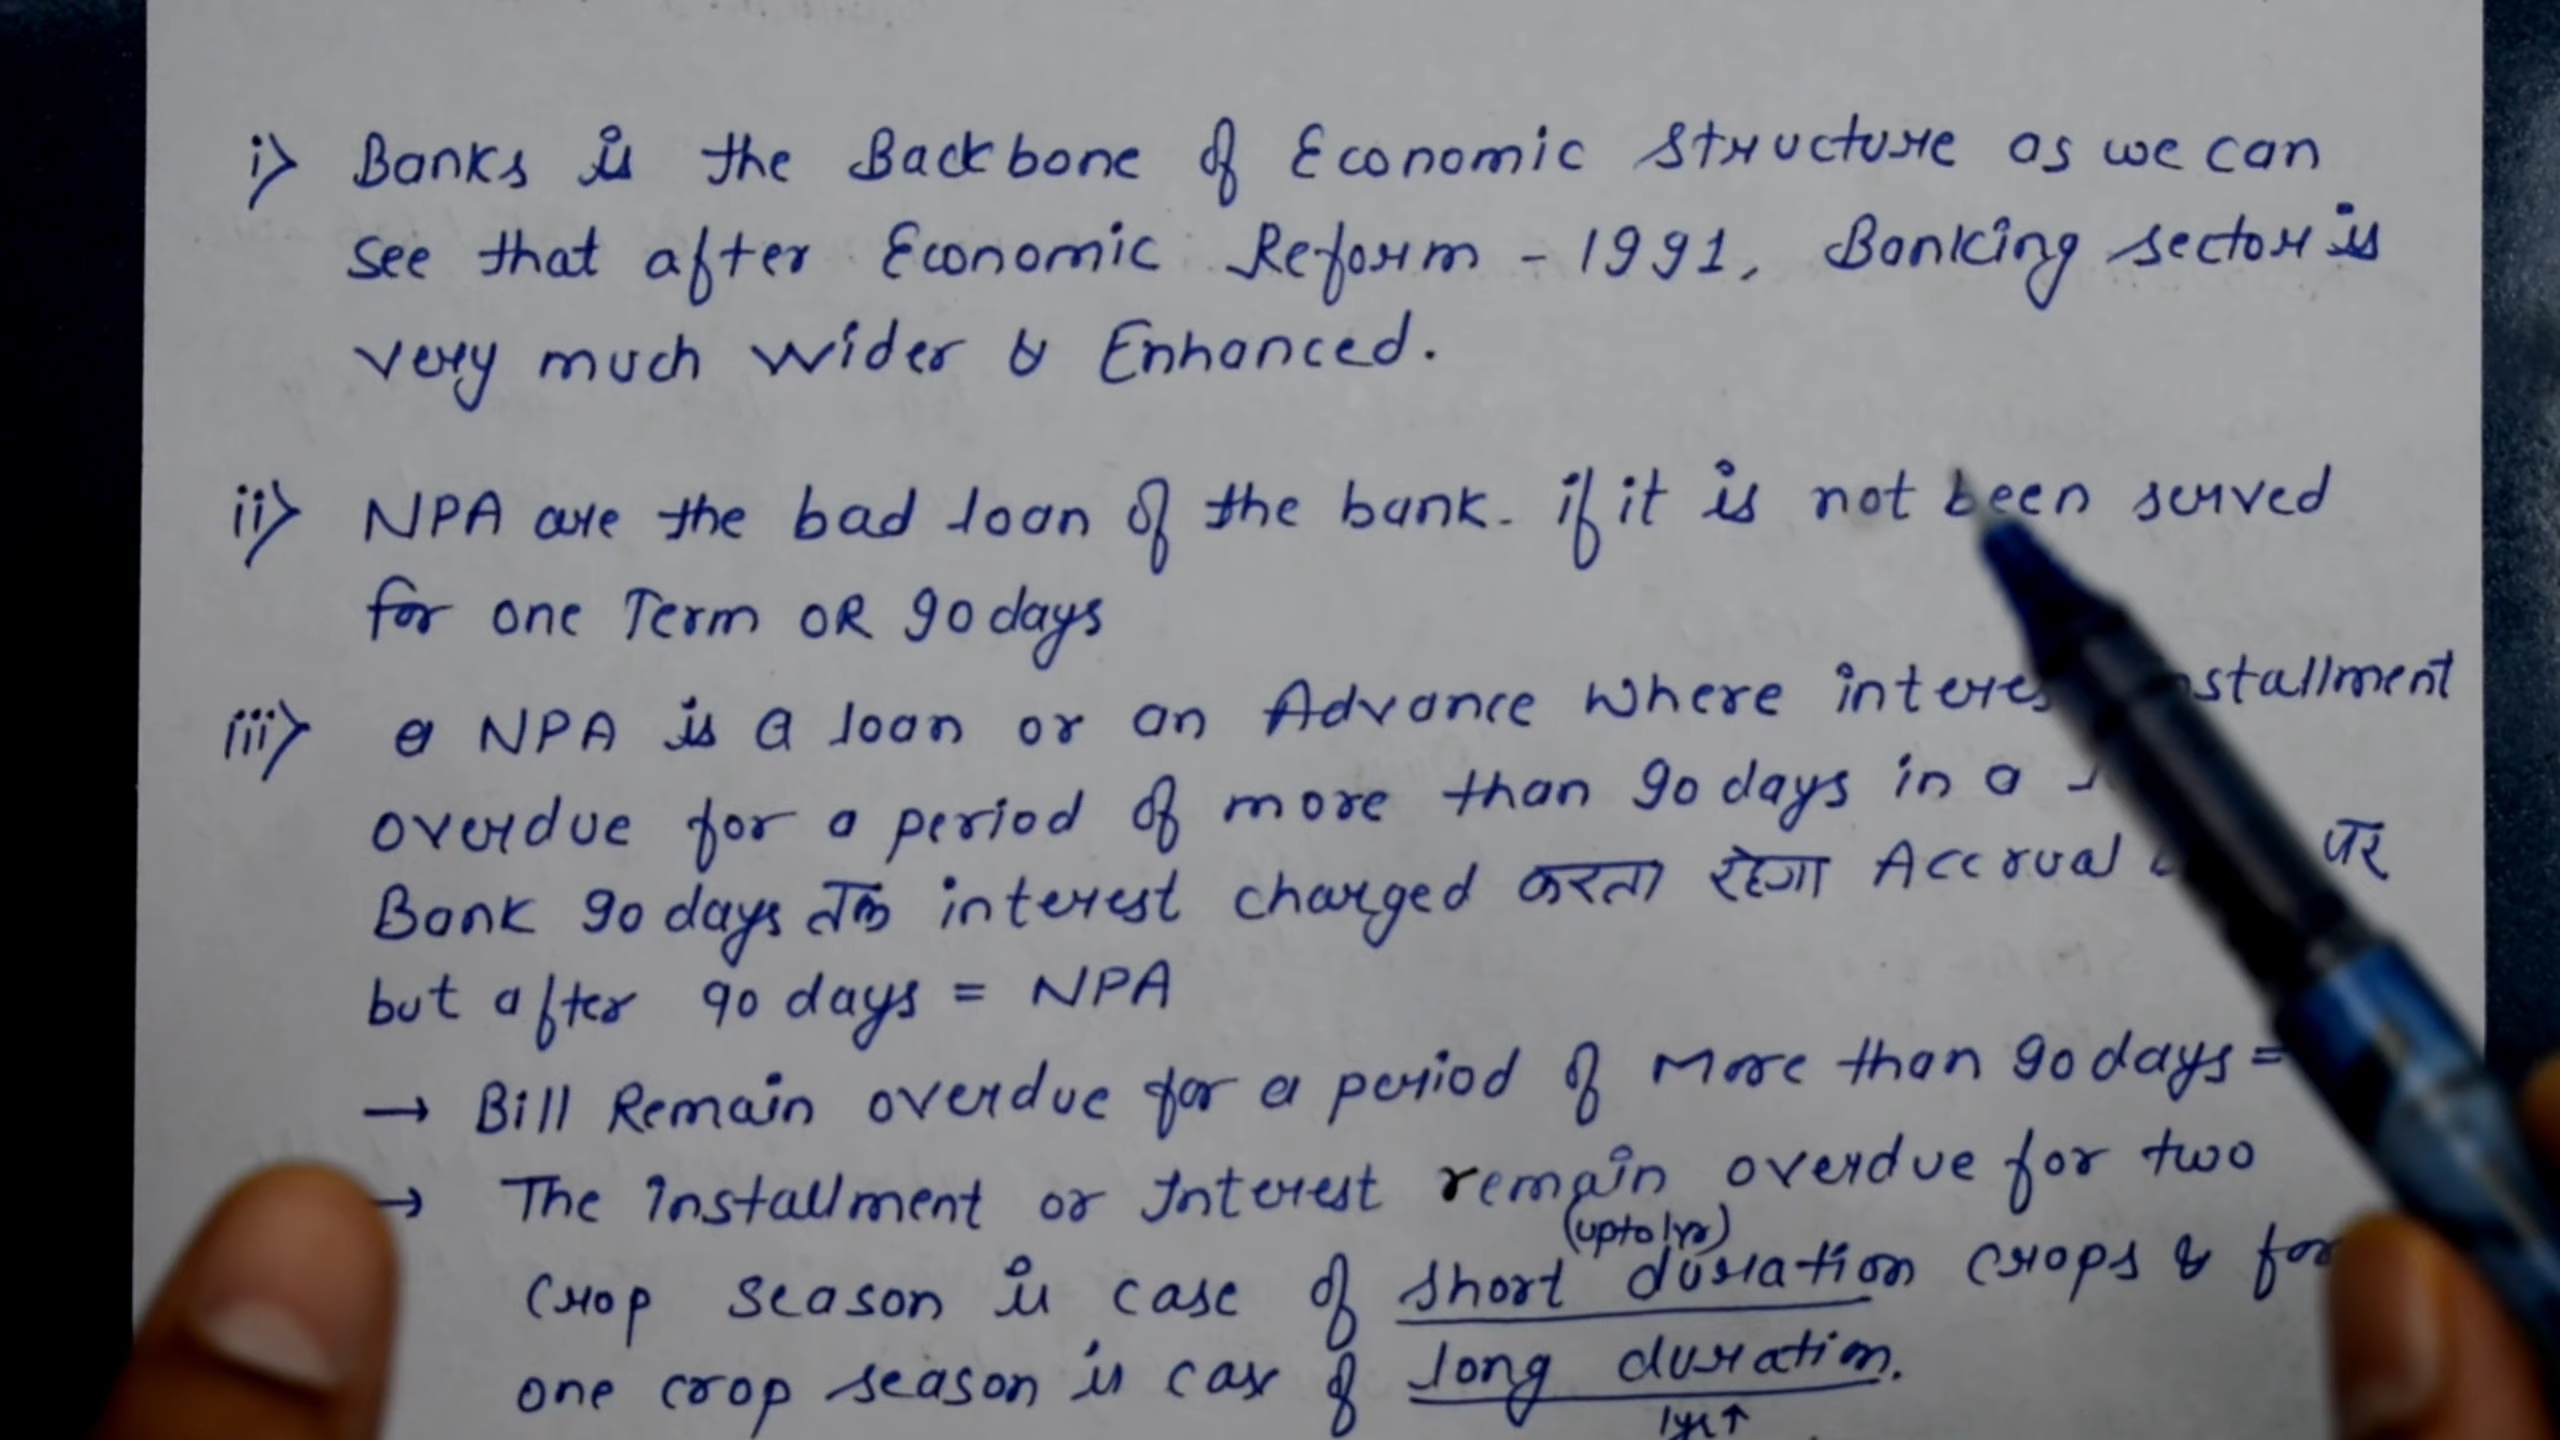 i) Banks is the Backbone of Economic Structure as we can
see that after Economic Reform - 1991, Banking sector is
very much wider & Enhanced.
ii) NPA are the bad loan of the bank. if it is not been served
for one Term OR 90 days
iii) a NPA is a loan or an Advance where installment
overdue for a period of more than 90 days in a
Bank 90 days तक interest charged करता रहेगा Accrual पर
but after 90 days = NPA
→ Bill Remain overdue for a period of More than 90 days =
→ The Installment or Interest remain overdue for two
(upto 1yr)
Crop season is case of short duration crops & for
one crop season is case of long duration.
1yr ↑